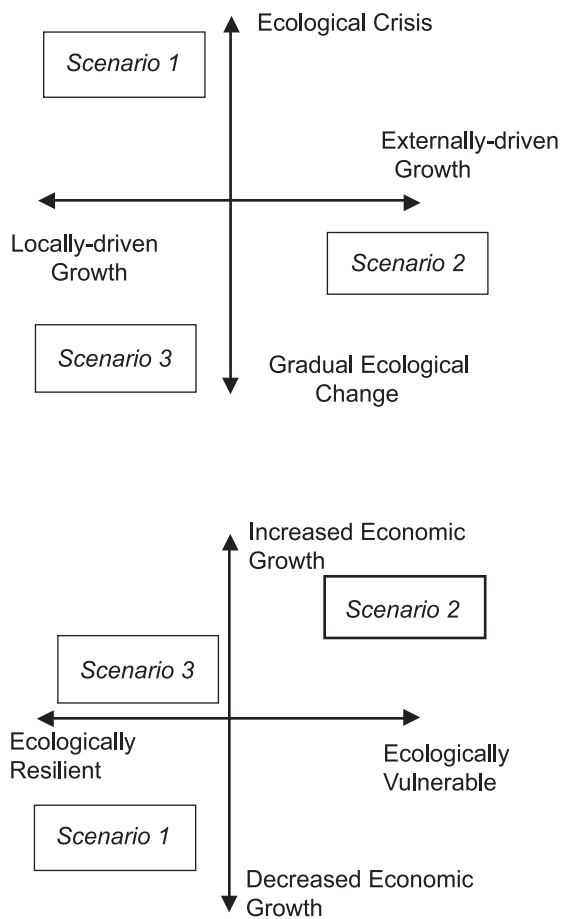 Ecological Crisis
Scenario 1
Externally-driven
Growth
Locally-driven
Growth
Scenario 2
Scenario 3
Gradual Ecological
Change
Increased Economic
Growth
Scenario 2
Scenario 3
Ecologically
Resilient
Ecologically
Vulnerable
Scenario 1
Decreased Economic
Growth